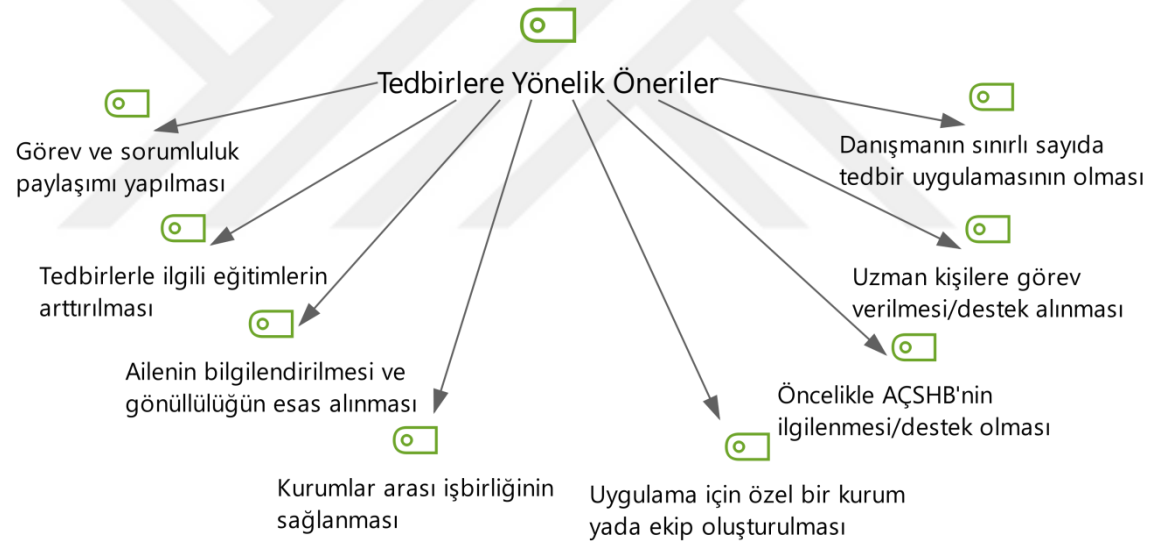 Tedbirlere Yönelik Öneriler
Görev ve sorumluluk
paylaşımı yapılması
Danışmanın sınırlı sayıda
tedbir uygulamasının olması
Tedbirlerle ilgili eğitimlerin
arttırılması
Uzman kişilere görev
verilmesi/destek alınması
Ailenin bilgilendirilmesi ve
gönüllülüğün esas alınması
Öncelikle AÇSHB'nin
ilgilenmesi/destek olması
Kurumlar arası işbirliğinin
sağlanması
Uygulama için özel bir kurum
yada ekip oluşturulması